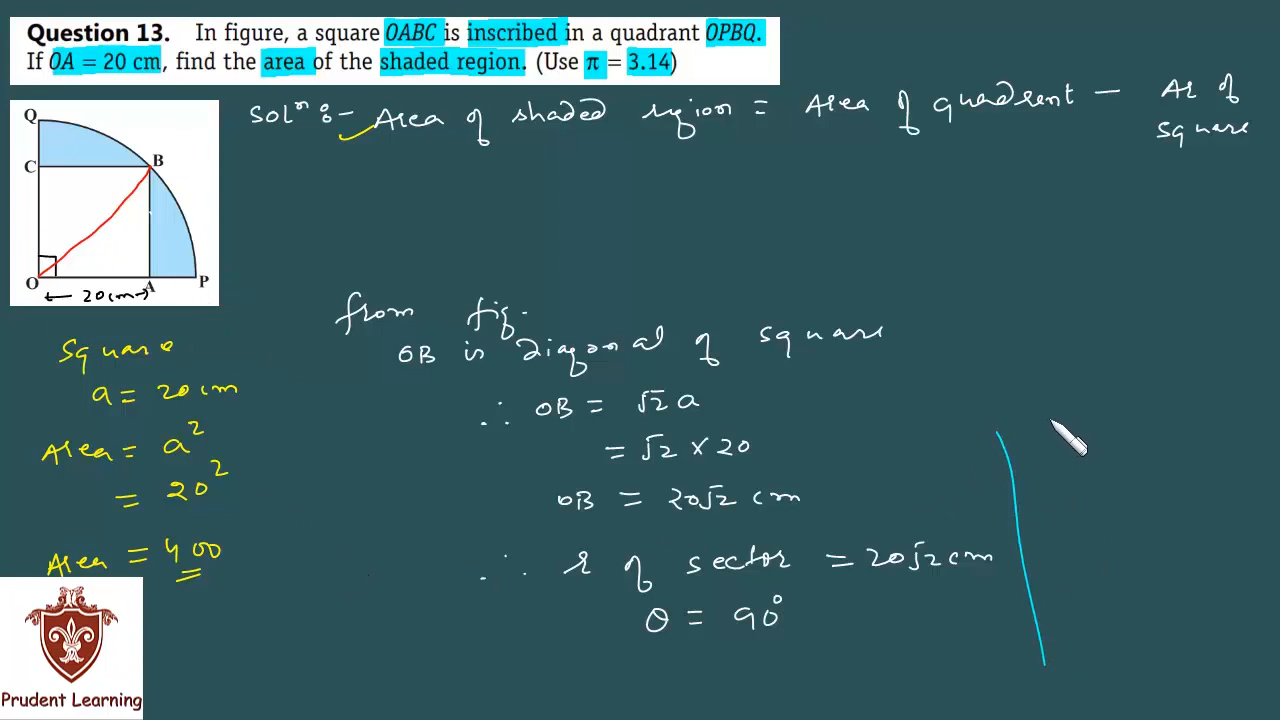 Question 13. In figure, a square OABC is inscribed in a quadrant OPBQ.
If OA = 20 cm, find the area of the shaded region. (Use π = 3.14)
Solⁿ :- Area of shaded region = Area of quadrent - Ar of
square
Q
C
B
O
A
P
20cm
Square
a = 20 cm
Area = a²
= 20²
Area = 400
from fig.
OB is diagonal of square
∴ OB = √2 a
= √2 × 20
OB = 20√2 cm
∴ r of sector = 20√2 cm
θ = 90°
Prudent Learning